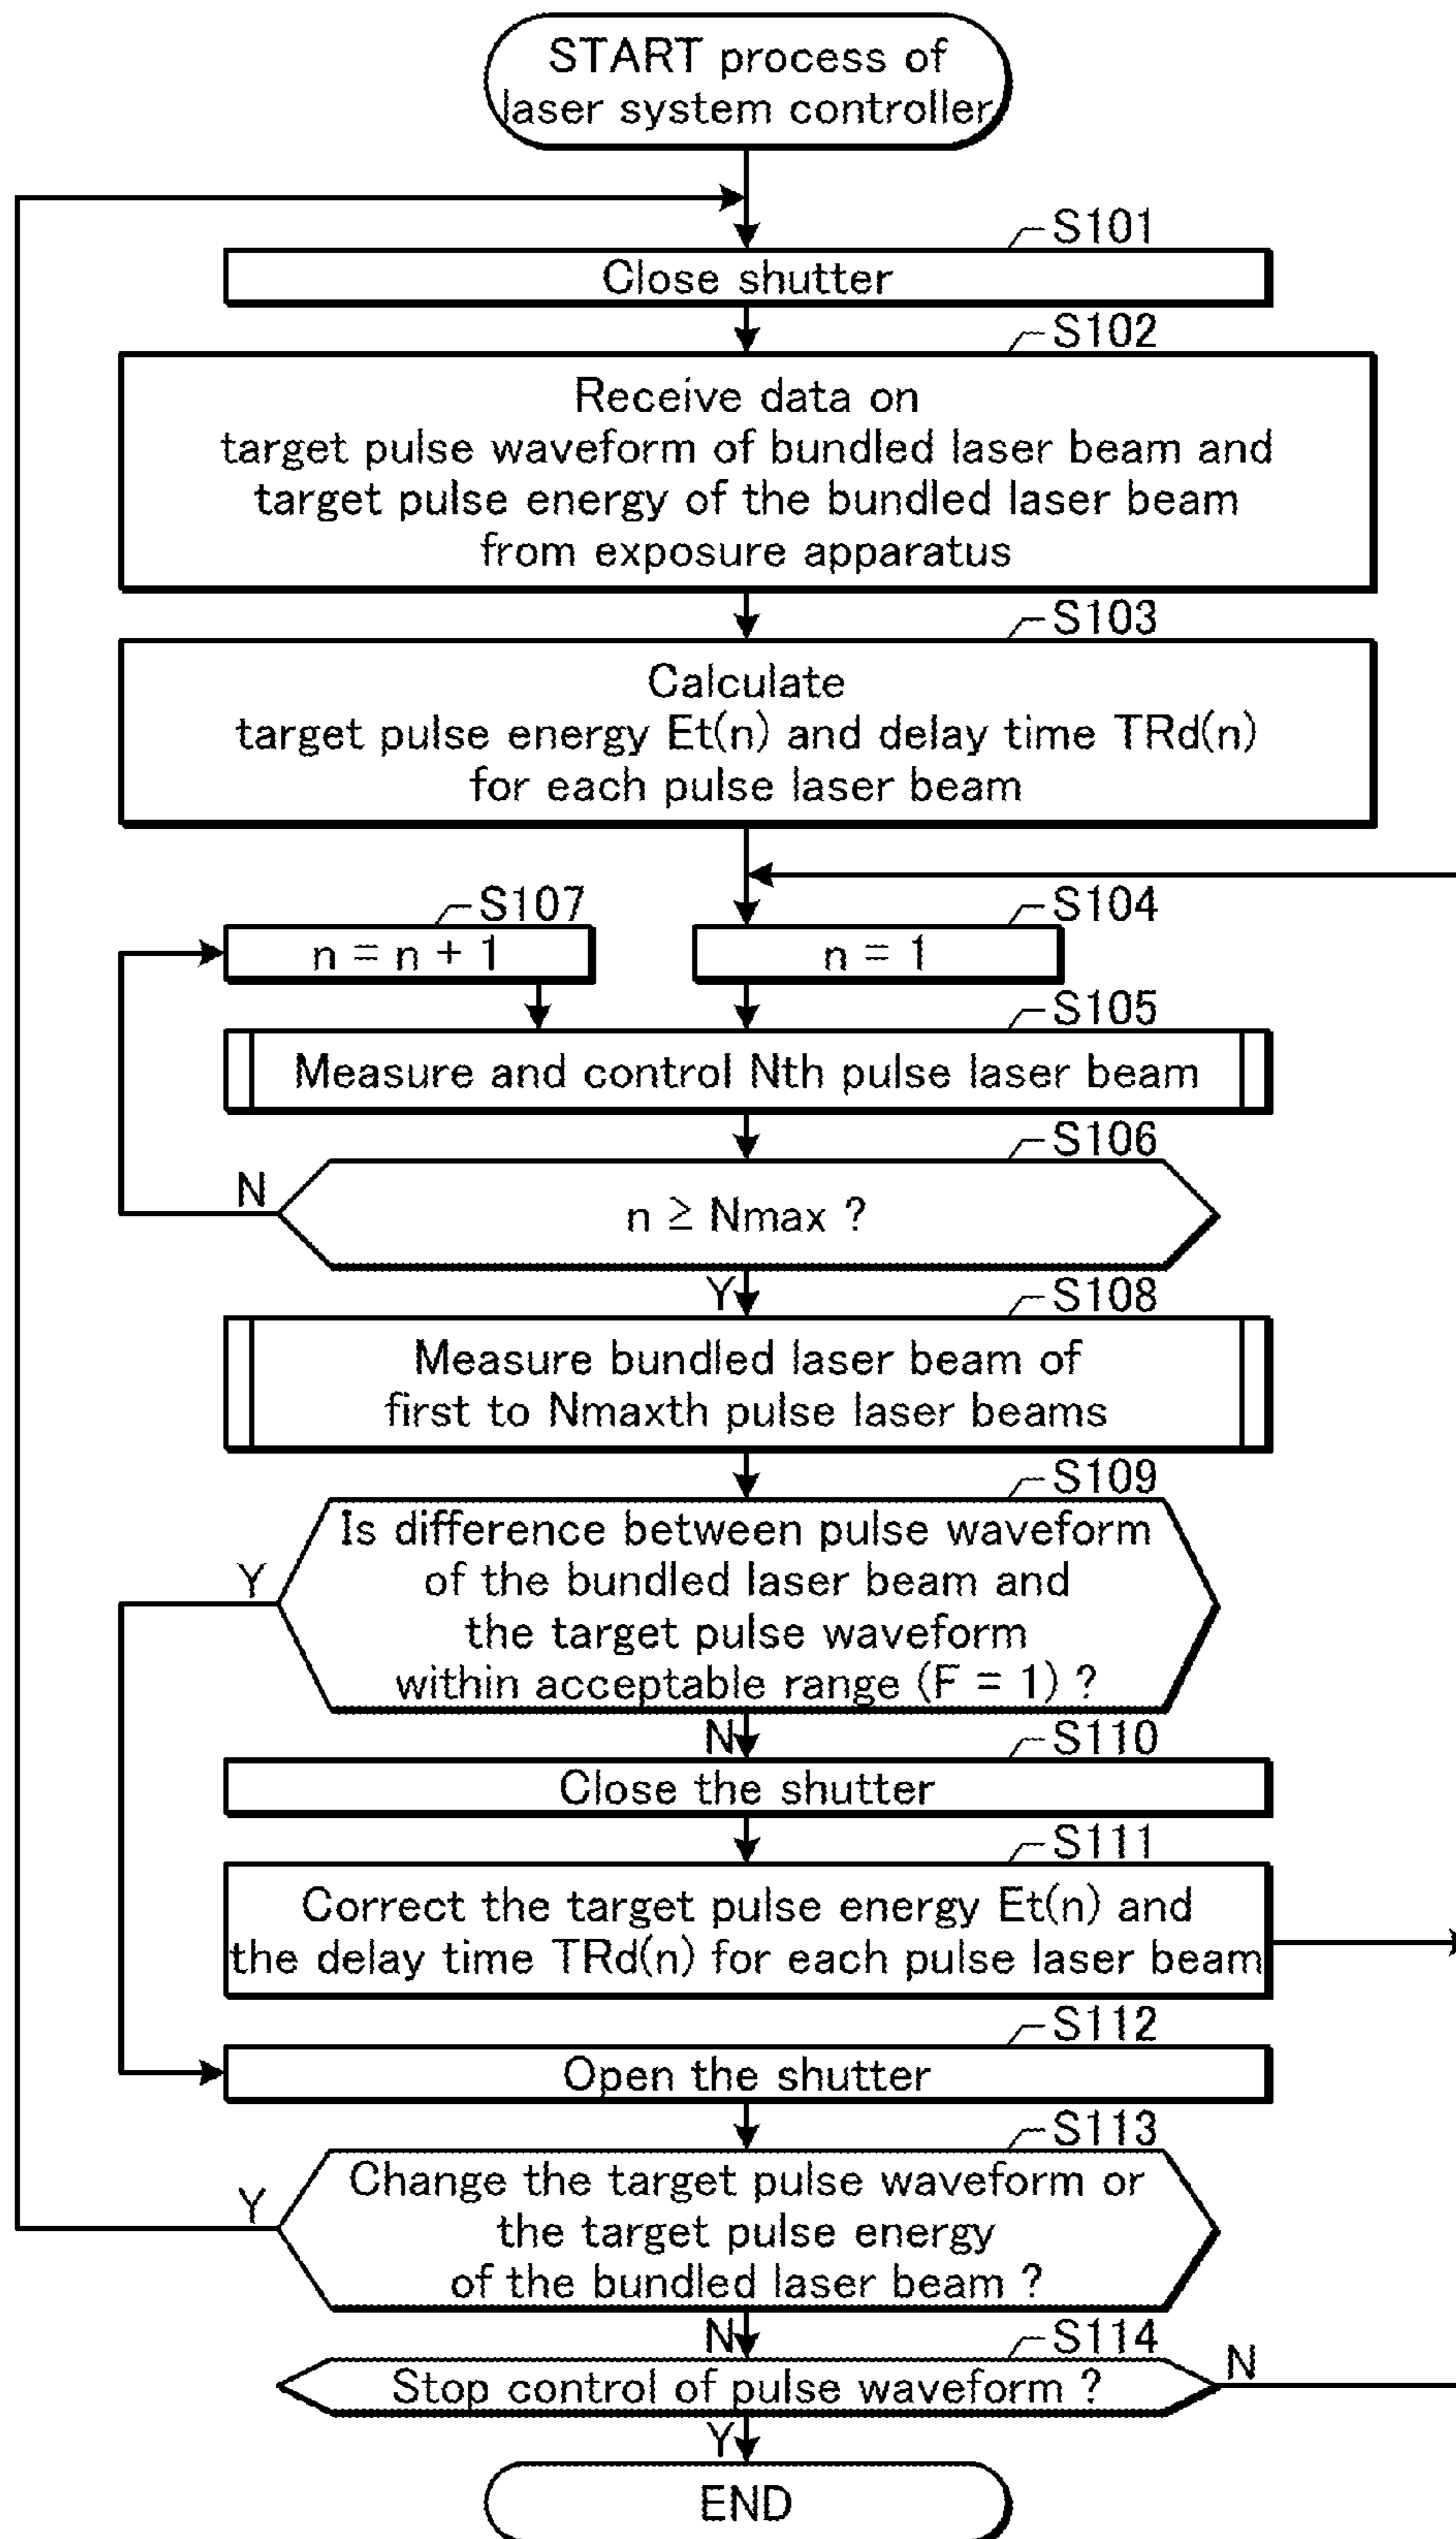 START process of
laser system controller
S101
Close shutter
S102
Receive data on
target pulse waveform of bundled laser beam and
target pulse energy of the bundled laser beam
from exposure apparatus
S103
Calculate
target pulse energy Et(n) and delay time TRd(n)
for each pulse laser beam
S107
n = n + 1
S104
n = 1
S105
Measure and control Nth pulse laser beam
S106
N
n ≥ Nmax ?
Y
S108
Measure bundled laser beam of
first to Nmaxth pulse laser beams
S109
Is difference between pulse waveform
of the bundled laser beam and
the target pulse waveform
within acceptable range (F = 1) ?
Y
N
S110
Close the shutter
S111
Correct the target pulse energy Et(n) and
the delay time TRd(n) for each pulse laser beam
S112
Open the shutter
S113
Change the target pulse waveform or
the target pulse energy
of the bundled laser beam ?
Y
N
S114
Stop control of pulse waveform ?
N
Y
END